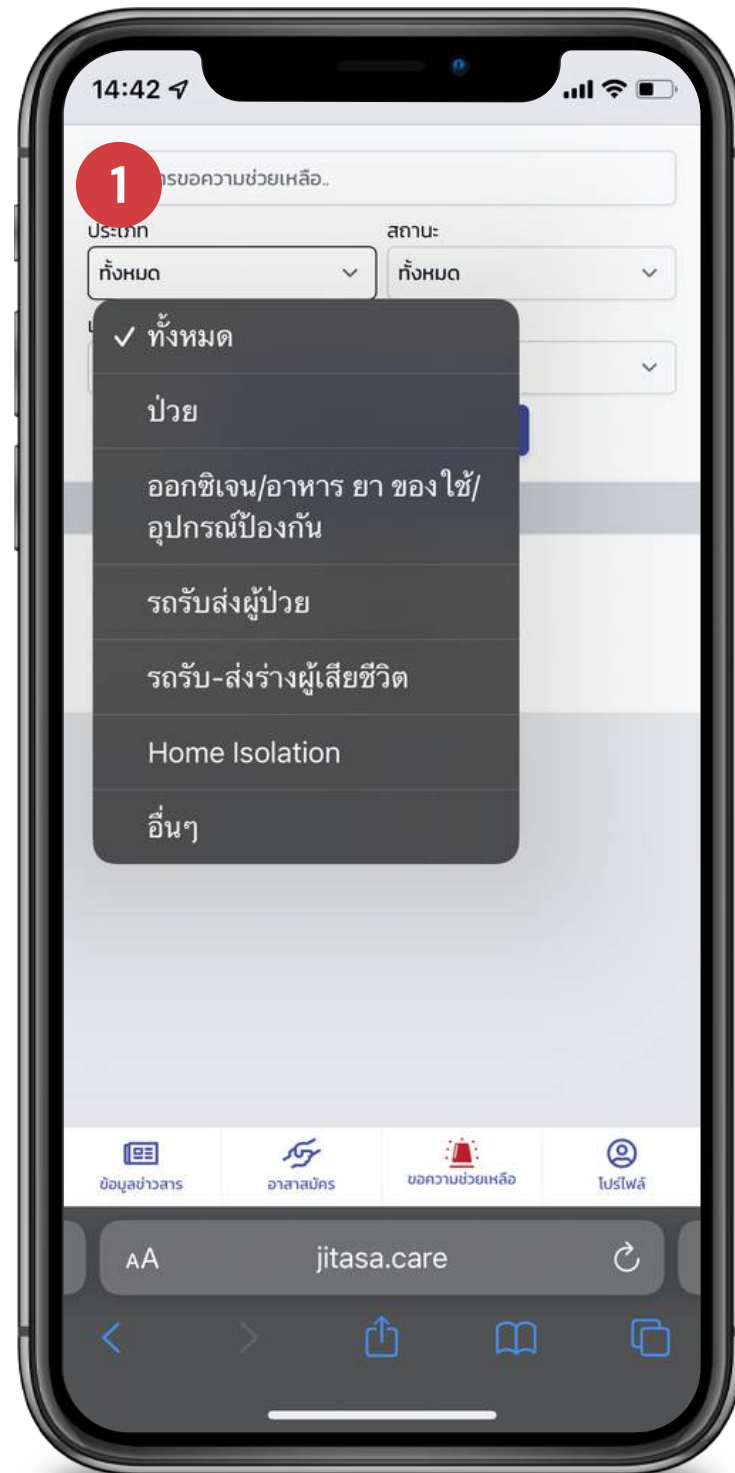 14:42
1
รขอความช่วยเหลือ..
ประเภท
สถานะ
ทั้งหมด
ทั้งหมด
✓ ทั้งหมด
ป่วย
ออกซิเจน/อาหาร ยา ของใช้/
อุปกรณ์ป้องกัน
รถรับส่งผู้ป่วย
รถรับ-ส่งร่างผู้เสียชีวิต
Home Isolation
อื่นๆ
ข้อมูลข่าวสาร
อาสาสมัคร
ขอความช่วยเหลือ
โปรไฟล์
AA
jitasa.care